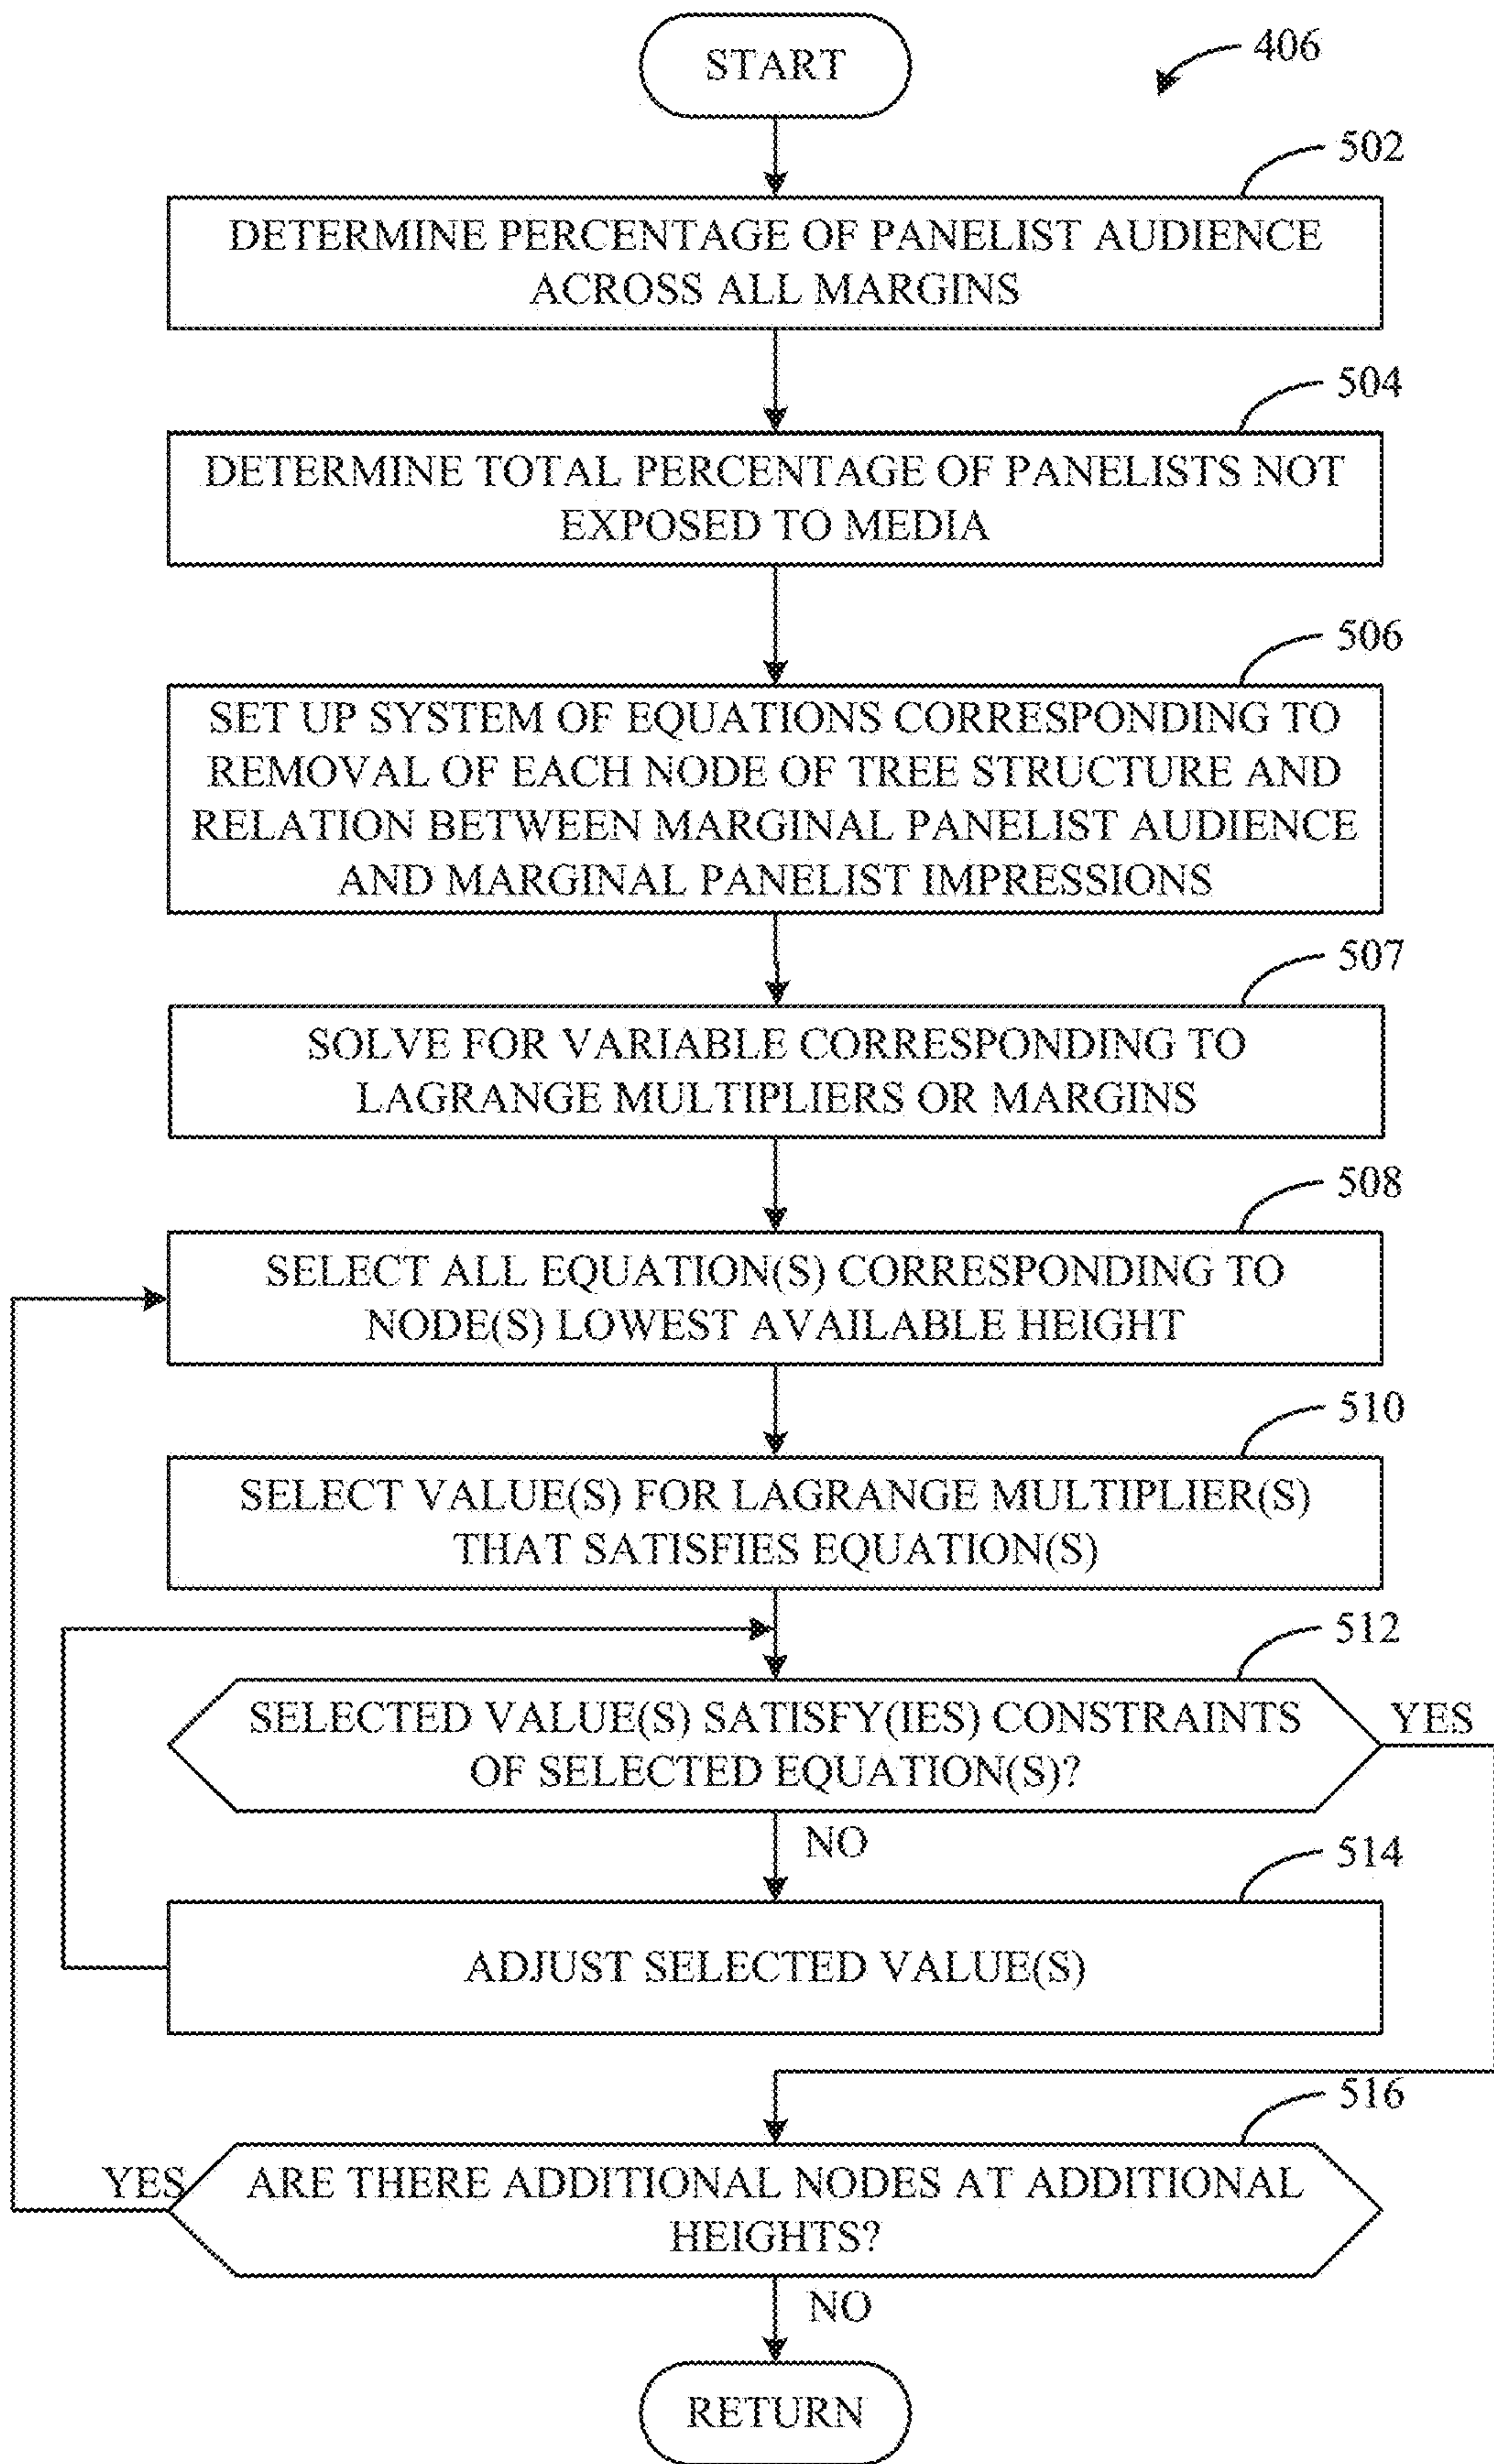 START
406
502
DETERMINE PERCENTAGE OF PANELIST AUDIENCE
ACROSS ALL MARGINS
504
DETERMINE TOTAL PERCENTAGE OF PANELISTS NOT
EXPOSED TO MEDIA
506
SET UP SYSTEM OF EQUATIONS CORRESPONDING TO
REMOVAL OF EACH NODE OF TREE STRUCTURE AND
RELATION BETWEEN MARGINAL PANELIST AUDIENCE
AND MARGINAL PANELIST IMPRESSIONS
507
SOLVE FOR VARIABLE CORRESPONDING TO
LAGRANGE MULTIPLIERS OR MARGINS
508
SELECT ALL EQUATION(S) CORRESPONDING TO
NODE(S) LOWEST AVAILABLE HEIGHT
510
SELECT VALUE(S) FOR LAGRANGE MULTIPLIER(S)
THAT SATISFIES EQUATION(S)
512
SELECTED VALUE(S) SATISFY(IES) CONSTRAINTS
OF SELECTED EQUATION(S)?
YES
NO
514
ADJUST SELECTED VALUE(S)
516
YES
ARE THERE ADDITIONAL NODES AT ADDITIONAL
HEIGHTS?
NO
RETURN